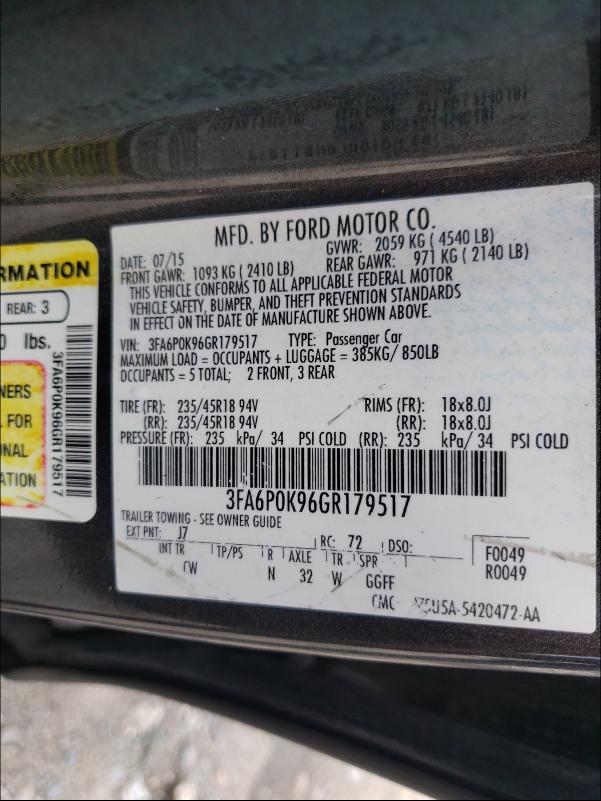 MFD. BY FORD MOTOR CO.
DATE: 07/15 GVWR: 2059 KG ( 4540 LB)
FRONT GAWR: 1093 KG ( 2410 LB) REAR GAWR: 971 KG ( 2140 LB)
THIS VEHICLE CONFORMS TO ALL APPLICABLE FEDERAL MOTOR
VEHICLE SAFETY, BUMPER, AND THEFT PREVENTION STANDARDS
IN EFFECT ON THE DATE OF MANUFACTURE SHOWN ABOVE.
VIN: 3FA6P0K96GR179517 TYPE: Passenger Car
MAXIMUM LOAD = OCCUPANTS + LUGGAGE = 385KG/ 850LB
OCCUPANTS = 5 TOTAL; 2 FRONT, 3 REAR
TIRE (FR): 235/45R18 94V RIMS (FR): 18x8.0J
(RR): 235/45R18 94V (RR): 18x8.0J
PRESSURE (FR): 235 kPa/ 34 PSI COLD (RR): 235 kPa/ 34 PSI COLD
3FA6P0K96GR179517
TRAILER TOWING - SEE OWNER GUIDE
EXT PNT: J7 RC: 72 DSO:
INT TR TP/PS R AXLE TR SPR F0049
CW N 32 W GGFF R0049
CMC U5A-5420472-AA
RMATION
REAR: 3
0 lbs.
NERS
L FOR
ONAL
ATION
3FA6P0K96GR179517